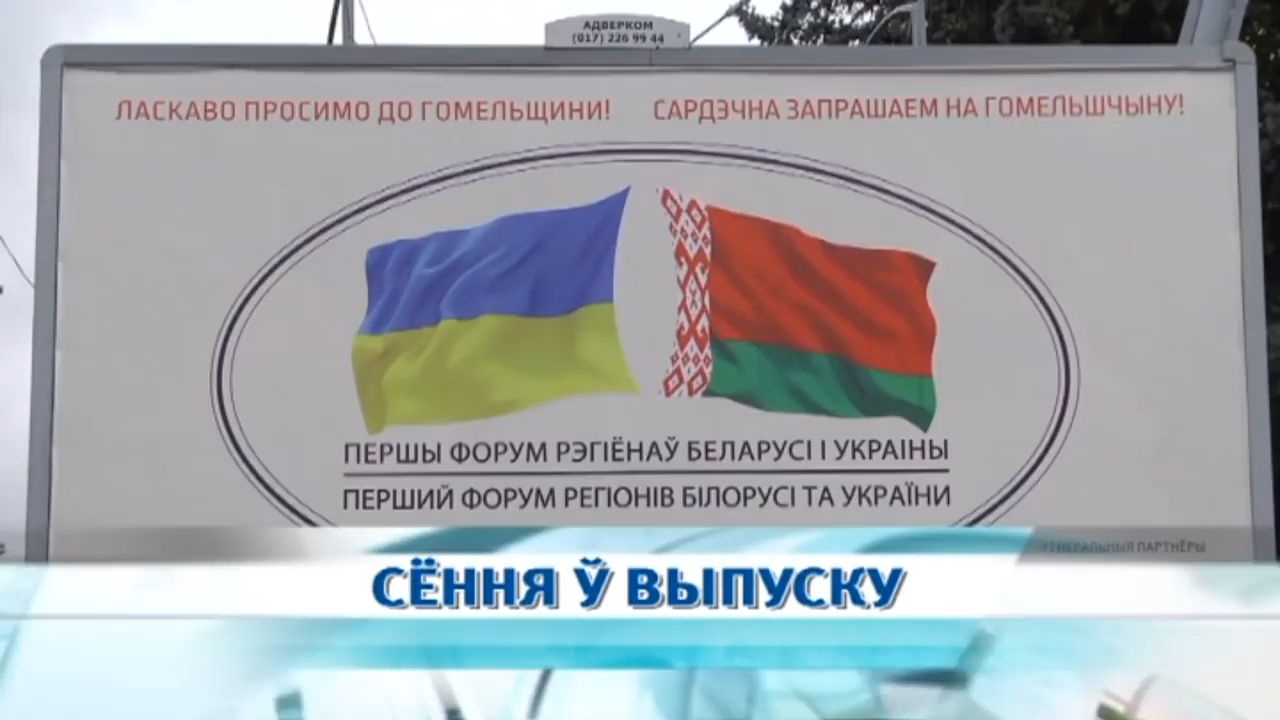 АДВЕРКОМ
(017) 226 99 44
ЛАСКАВО ПРОСИМО ДО ГОМЕЛЬЩИНИ! САРДЭЧНА ЗАПРАШАЕМ НА ГОМЕЛЬШЧЫНУ!
ПЕРШЫ ФОРУМ РЭГІЁНАЎ БЕЛАРУСІ І УКРАІНЫ
ПЕРШИЙ ФОРУМ РЕГІОНІВ БІЛОРУСІ ТА УКРАЇНИ
ГЕНЕРАЛЬНЫЯ ПАРТНЁРЫ
СЁННЯ Ў ВЫПУСКУ